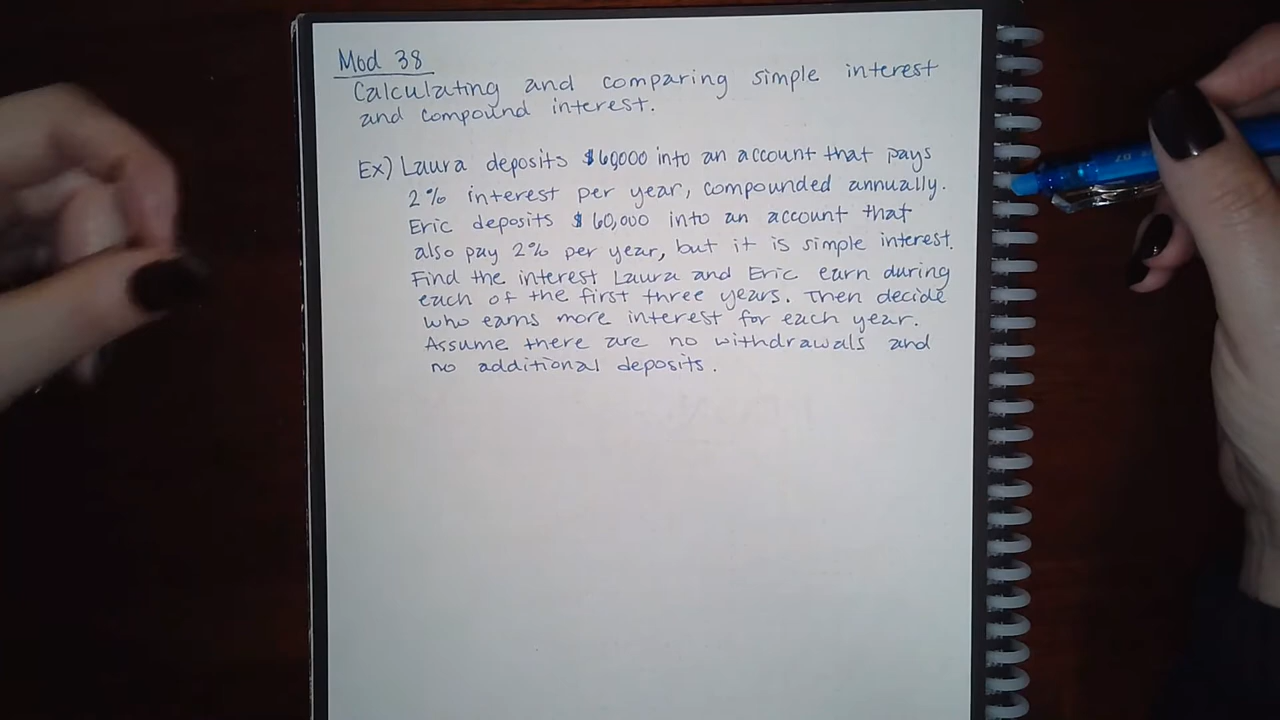 Mod 38
Calculating and comparing simple interest
and compound interest.
Ex) Laura deposits $60,000 into an account that pays
2% interest per year, compounded annually.
Eric deposits $60,000 into an account that
also pay 2% per year, but it is simple interest.
Find the interest Laura and Eric earn during
each of the first three years. Then decide
who earns more interest for each year.
Assume there are no withdrawals and
no additional deposits.